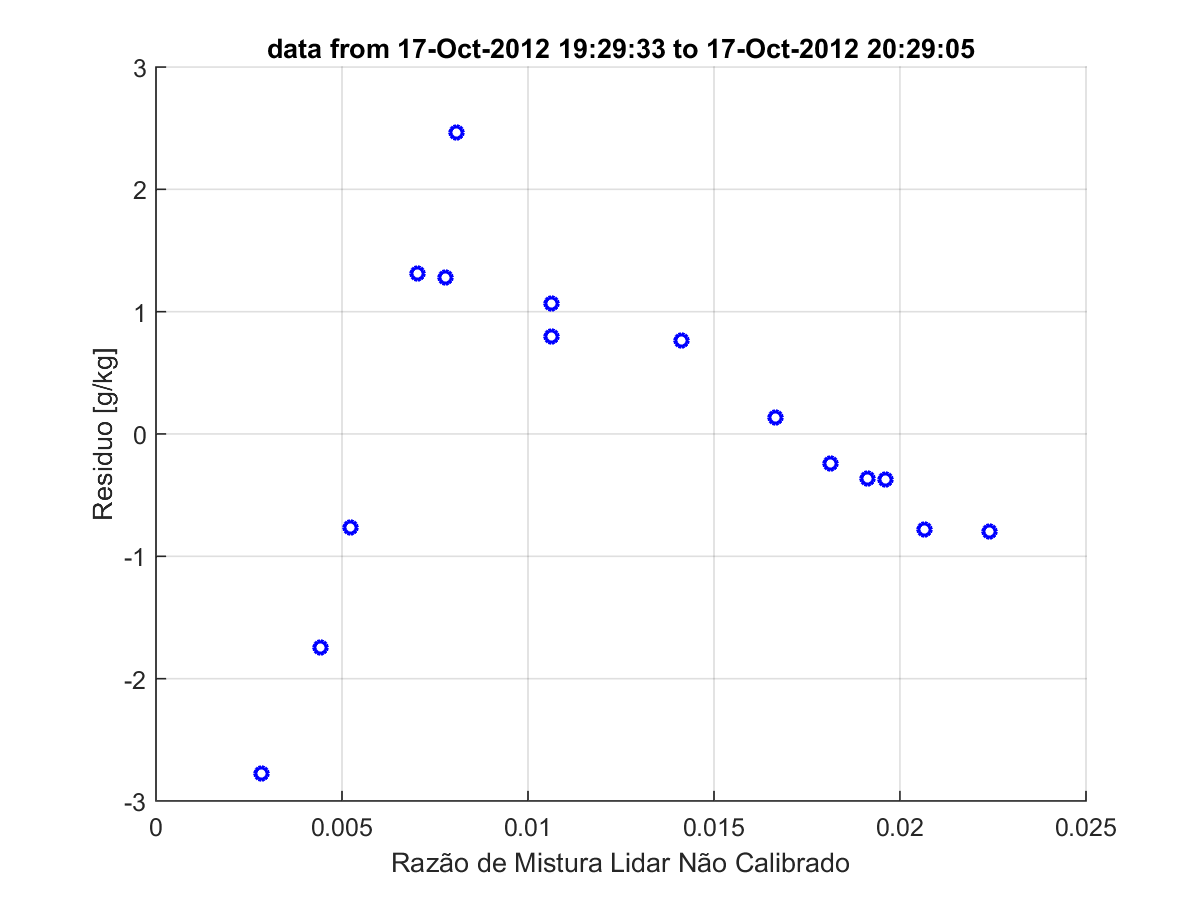 data from 17-Oct-2012 19:29:33 to 17-Oct-2012 20:29:05
3
2
1
0
-1
-2
-3
Residuo [g/kg]
0 0.005 0.01 0.015 0.02 0.025
Razão de Mistura Lidar Não Calibrado